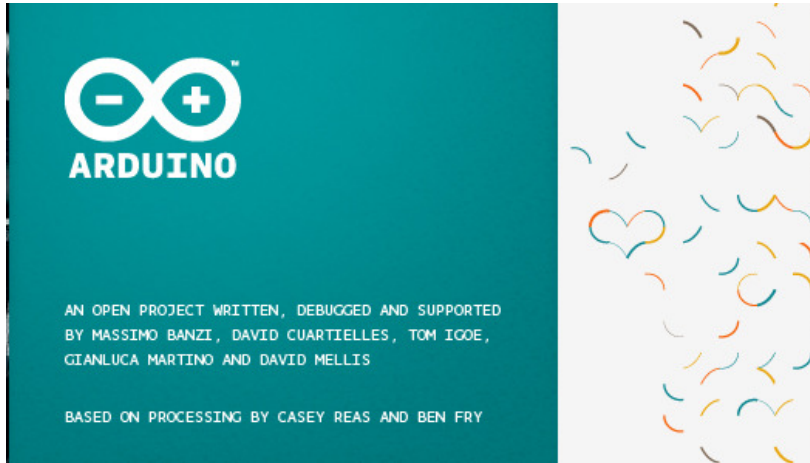 TM
ARDUINO
AN OPEN PROJECT WRITTEN, DEBUGGED AND SUPPORTED
BY MASSIMO BANZI, DAVID CUARTIELLES, TOM IGOE,
GIANLUCA MARTINO AND DAVID MELLIS
BASED ON PROCESSING BY CASEY REAS AND BEN FRY